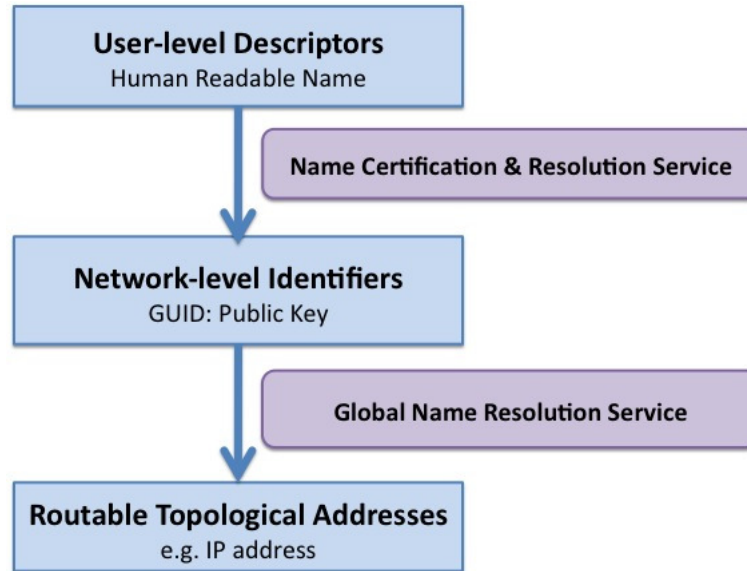 User-level Descriptors
Human Readable Name
Name Certification & Resolution Service
Network-level Identifiers
GUID: Public Key
Global Name Resolution Service
Routable Topological Addresses
e.g. IP address